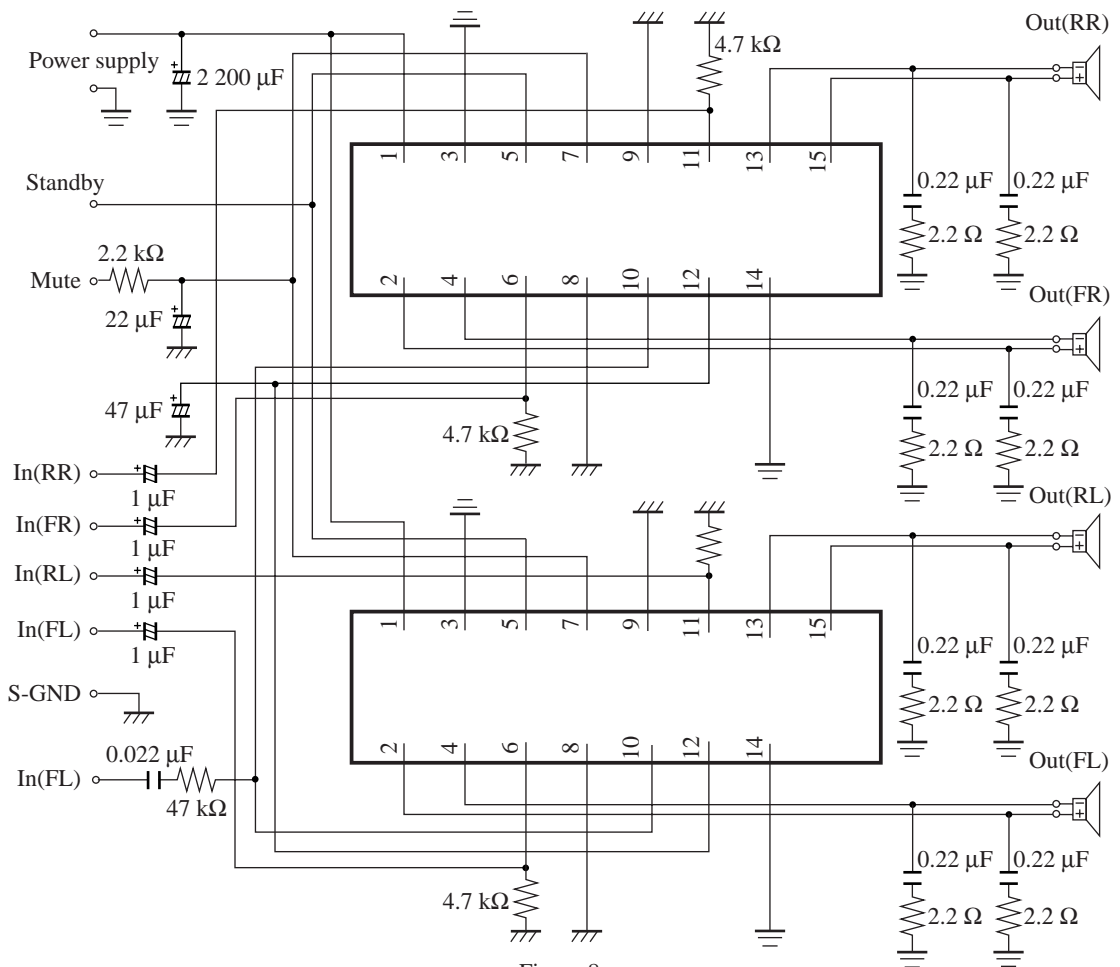 Out(RR)
4.7 kΩ
Power supply
2 200 µF
1 3 5 7 9 11 13 15
0.22 µF 0.22 µF
Standby
2.2 Ω 2.2 Ω
2.2 kΩ
Mute
2 4 6 8 10 12 14
Out(FR)
22 µF
47 µF
0.22 µF 0.22 µF
4.7 kΩ
2.2 Ω 2.2 Ω
In(RR)
1 µF
Out(RL)
In(FR)
1 µF
In(RL)
1 µF
In(FL)
1 µF
1 3 5 7 9 11 13 15
0.22 µF 0.22 µF
S-GND
2.2 Ω 2.2 Ω
0.022 µF
2 4 6 8 10 12 14
Out(FL)
In(FL)
47 kΩ
0.22 µF 0.22 µF
4.7 kΩ
2.2 Ω 2.2 Ω